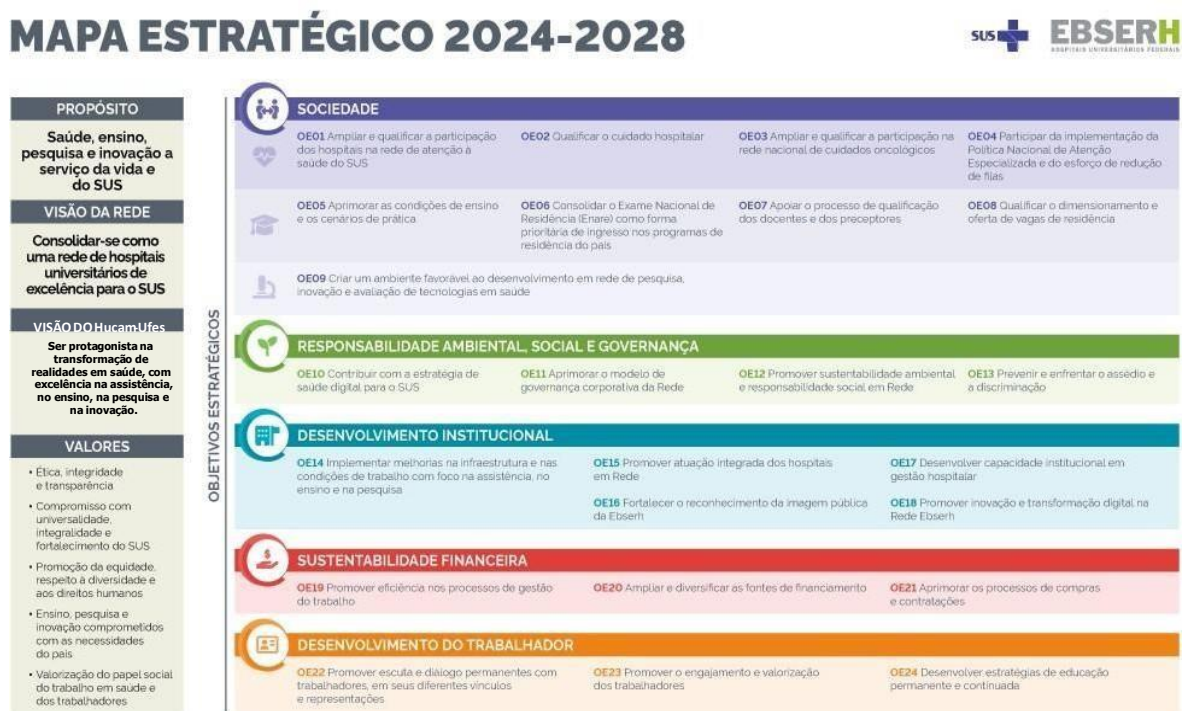 MAPA ESTRATÉGICO 2024-2028
SUS
EBSERH
HOSPITAIS UNIVERSITÁRIOS FEDERAIS
PROPÓSITO
Saúde, ensino,
pesquisa e inovação a
serviço da vida e
do SUS
VISÃO DA REDE
Consolidar-se como
uma rede de hospitais
universitários de
excelência para o SUS
VISÃO DO Hucam-Ufes
Ser protagonista na
transformação de
realidades em saúde, com
excelência na assistência,
no ensino, na pesquisa e
na inovação.
VALORES
• Ética, integridade
e transparência
• Compromisso com
universalidade,
integralidade e
fortalecimento do SUS
• Promoção da equidade,
respeito à diversidade e
aos direitos humanos
• Ensino, pesquisa e
inovação comprometidos
com as necessidades
do país
• Valorização do papel social
do trabalho em saúde e
dos trabalhadores
OBJETIVOS ESTRATÉGICOS
SOCIEDADE
OE01 Ampliar e qualificar a participação
dos hospitais na rede de atenção à
saúde do SUS
OE02 Qualificar o cuidado hospitalar
OE03 Ampliar e qualificar a participação na
rede nacional de cuidados oncológicos
OE04 Participar da implementação da
Política Nacional de Atenção
Especializada e do esforço de redução
de filas
OE05 Aprimorar as condições de ensino
e os cenários de prática
OE06 Consolidar o Exame Nacional de
Residência (Enare) como forma
prioritária de ingresso nos programas de
residência do país
OE07 Apoiar o processo de qualificação
dos docentes e dos preceptores
OE08 Qualificar o dimensionamento e
oferta de vagas de residência
OE09 Criar um ambiente favorável ao desenvolvimento em rede de pesquisa,
inovação e avaliação de tecnologias em saúde
RESPONSABILIDADE AMBIENTAL, SOCIAL E GOVERNANÇA
OE10 Contribuir com a estratégia de
saúde digital para o SUS
OE11 Aprimorar o modelo de
governança corporativa da Rede
OE12 Promover sustentabilidade ambiental
e responsabilidade social em Rede
OE13 Prevenir e enfrentar o assédio e
a discriminação
DESENVOLVIMENTO INSTITUCIONAL
OE14 Implementar melhorias na infraestrutura e nas
condições de trabalho com foco na assistência, no
ensino e na pesquisa
OE15 Promover atuação integrada dos hospitais
em Rede
OE16 Fortalecer o reconhecimento da imagem pública
da Ebserh
OE17 Desenvolver capacidade institucional em
gestão hospitalar
OE18 Promover inovação e transformação digital na
Rede Ebserh
SUSTENTABILIDADE FINANCEIRA
OE19 Promover eficiência nos processos de gestão
do trabalho
OE20 Ampliar e diversificar as fontes de financiamento
OE21 Aprimorar os processos de compras
e contratações
DESENVOLVIMENTO DO TRABALHADOR
OE22 Promover escuta e diálogo permanentes com
trabalhadores, em seus diferentes vínculos
e representações
OE23 Promover o engajamento e valorização
dos trabalhadores
OE24 Desenvolver estratégias de educação
permanente e continuada